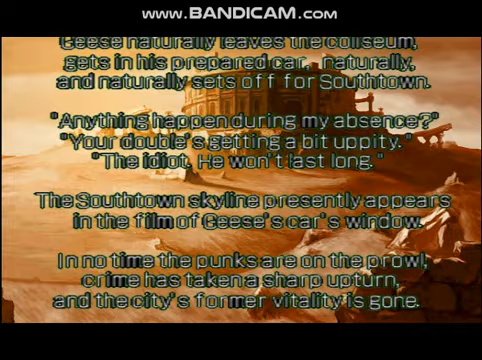 www.BANDICAM.com
Geese naturally leaves the coliseum,
gets in his prepared car, naturally,
and naturally sets off for Southtown.
"Anything happen during my absence?"
"Your double's getting a bit uppity."
"The idiot. He won't last long."
The Southtown skyline presently appears
in the film of Geese's car's window.
In no time the punks are on the prowl,
crime has taken a sharp upturn,
and the city's former vitality is gone.